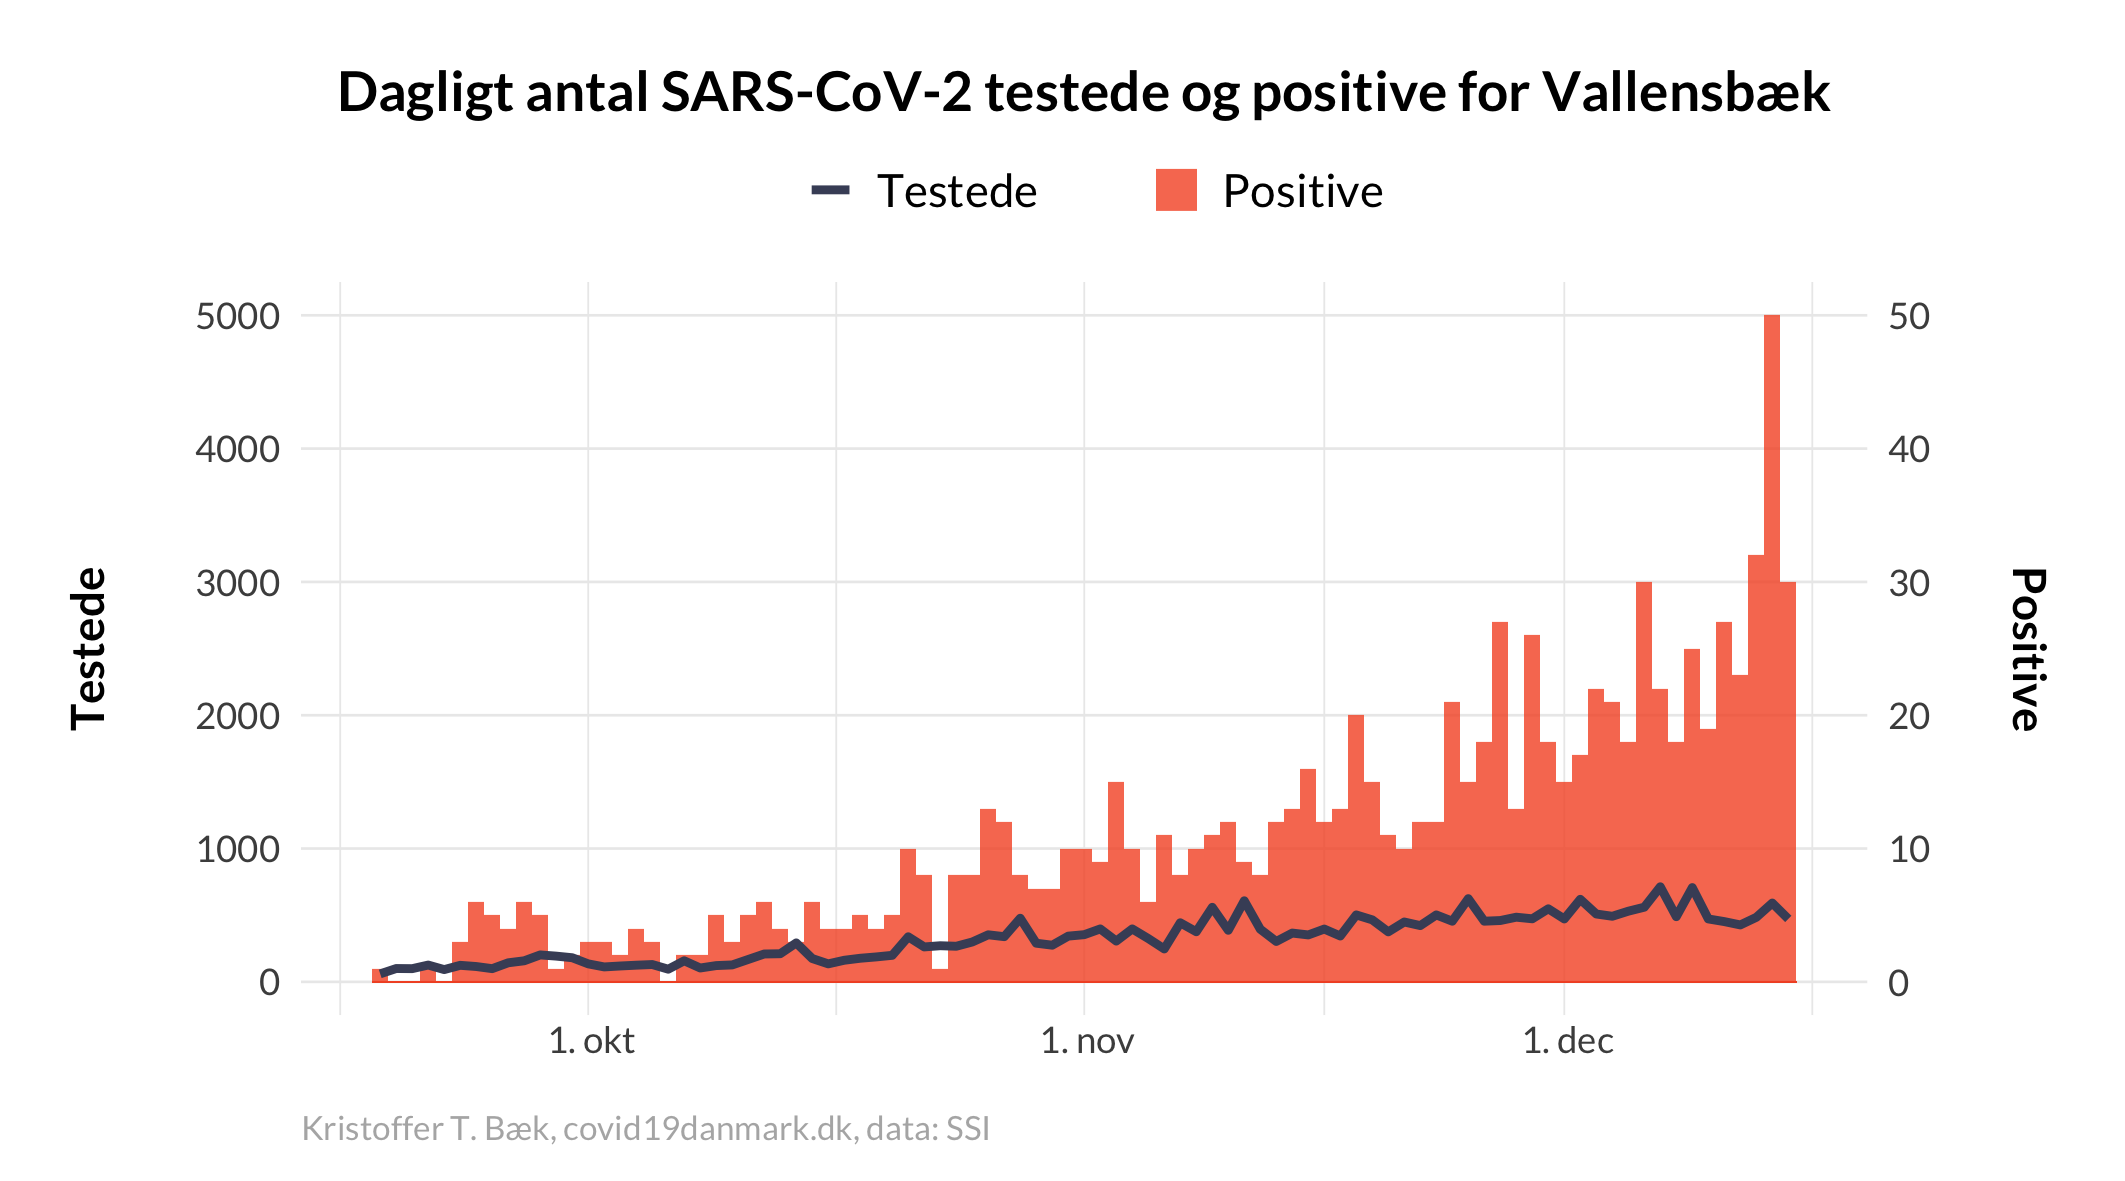 Dagligt antal SARS-CoV-2 testede og positive for Vallensbæk
Testede
Positive
5000
4000
3000
2000
1000
0
Testede
50
40
30
20
10
0
Positive
1. okt
1. nov
1. dec
Kristoffer T. Bæk, covid19danmark.dk, data: SSI